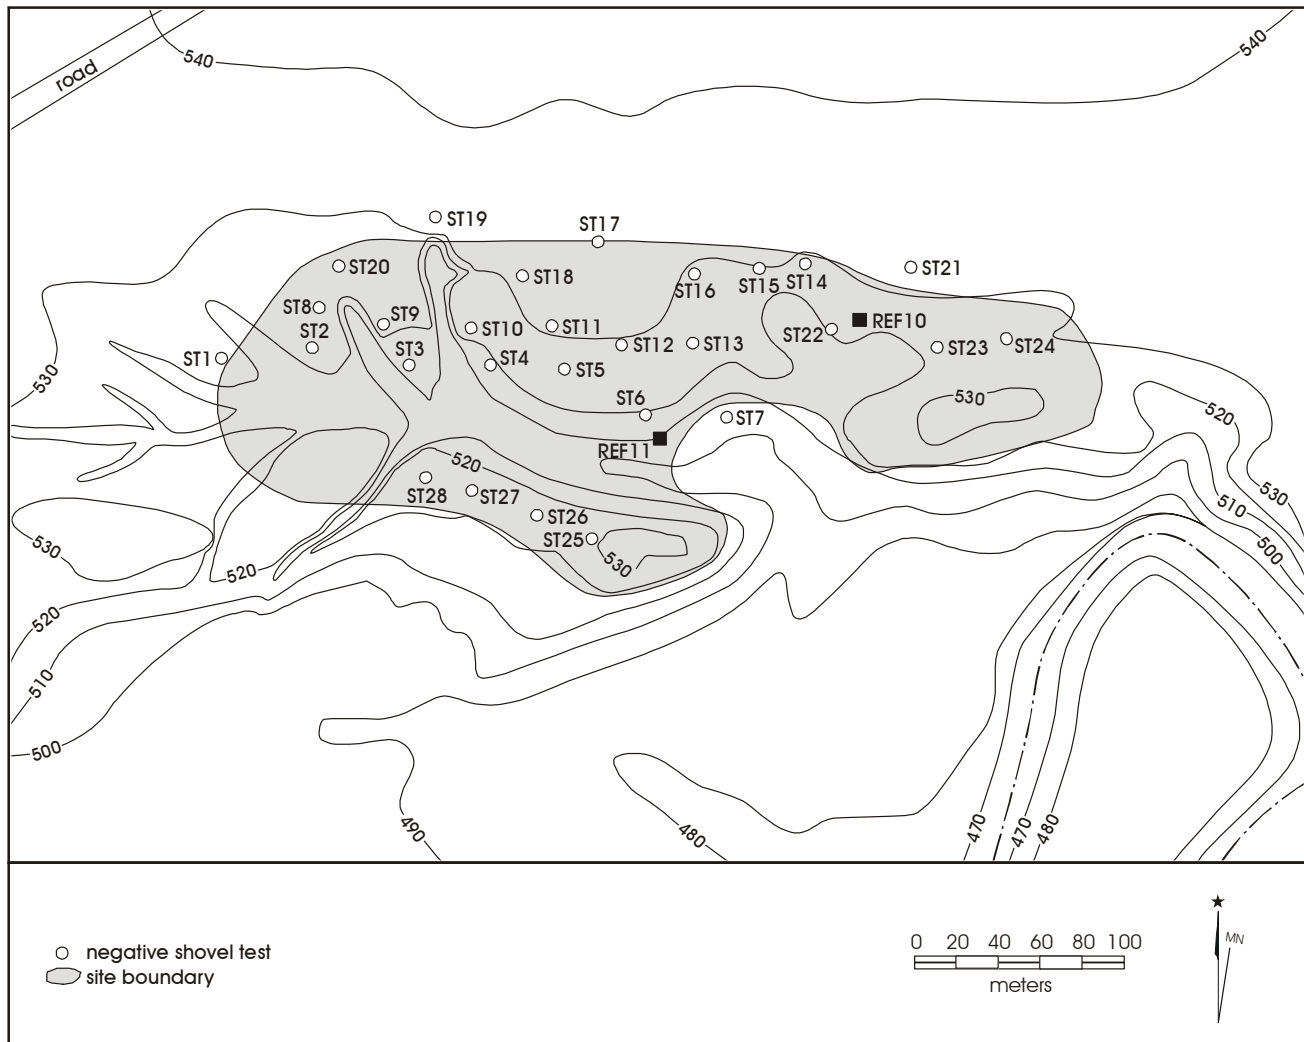 540
540
road
ST19
ST17
ST20
ST18
ST16
ST15
ST14
ST21
ST8
ST9
ST2
ST10
ST11
REF10
ST22
ST1
ST3
ST4
ST12
ST13
ST23
ST24
530
ST5
ST6
530
ST7
520
REF11
520
ST28
ST27
530
510
ST26
ST25
530
500
530
520
520
510
500
490
480
470
470
480
negative shovel test
site boundary
0 20 40 60 80 100
meters
MN